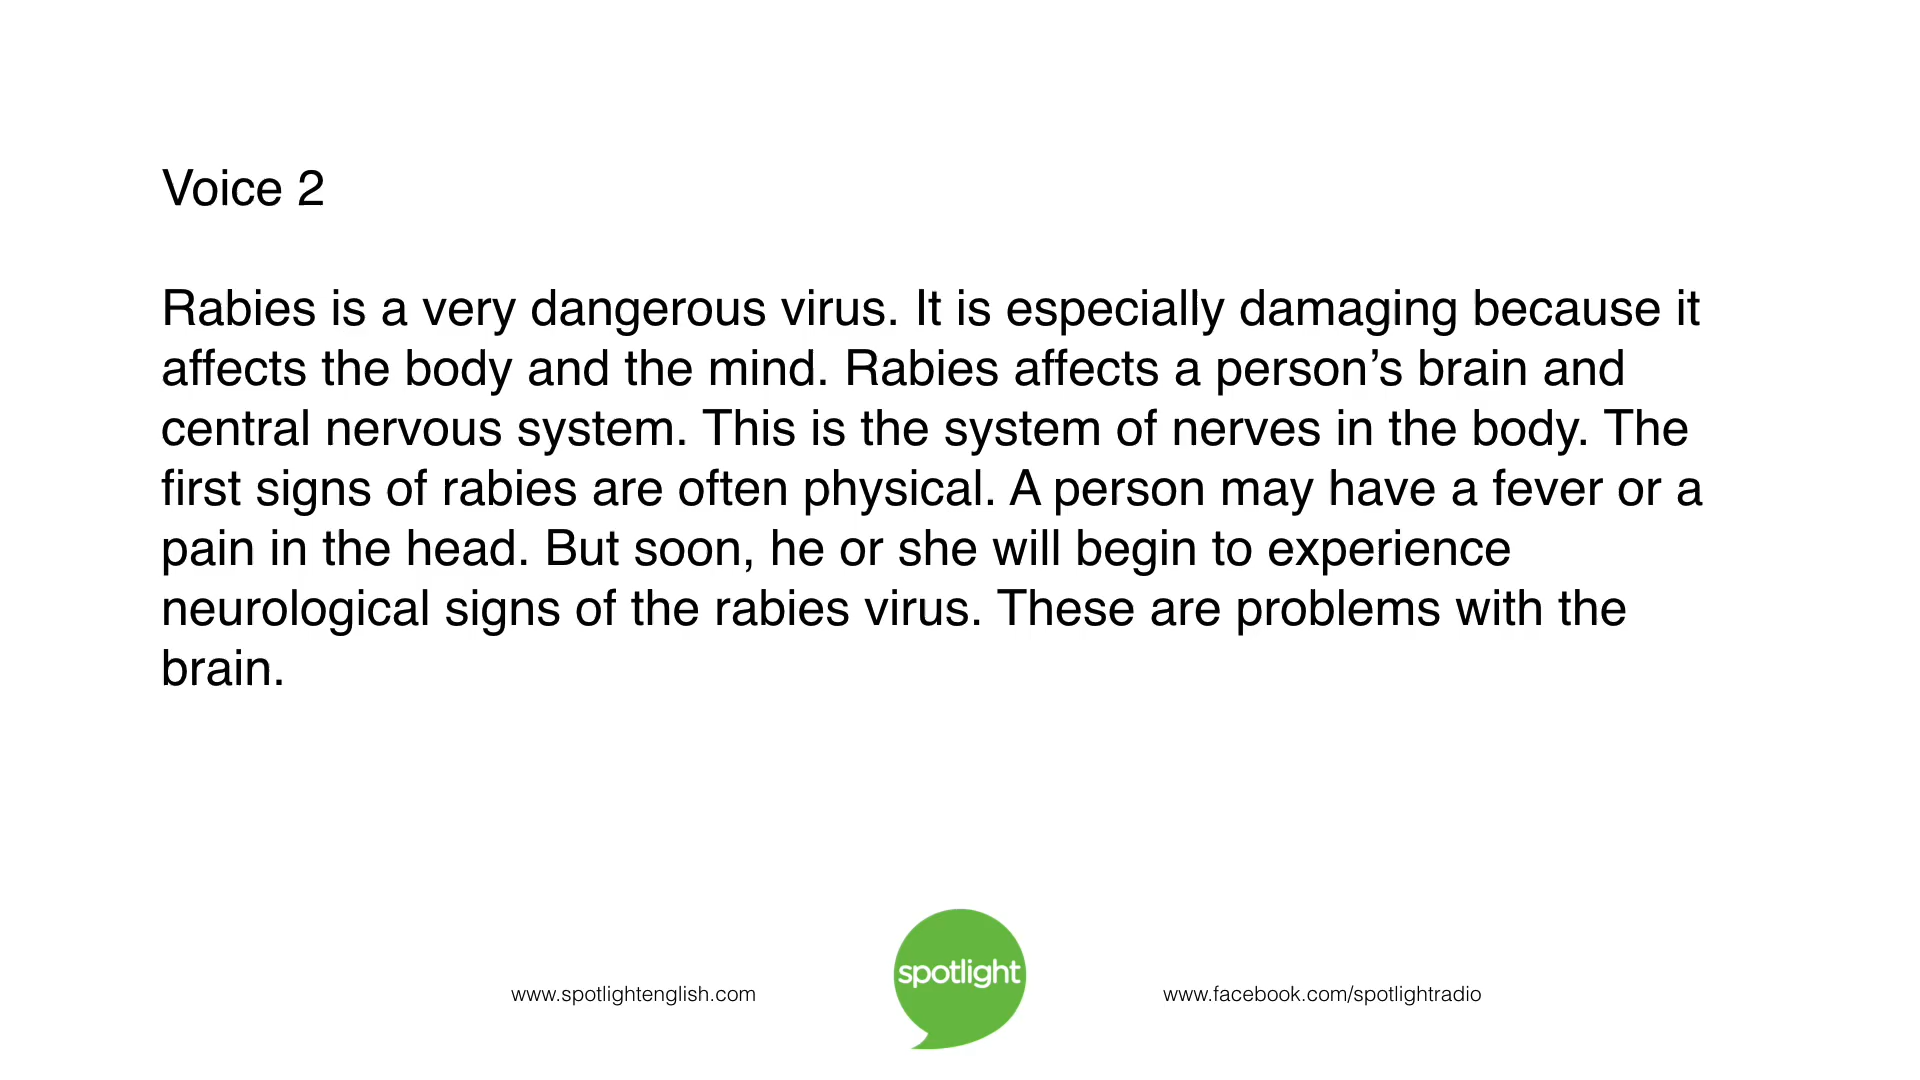 Voice 2
Rabies is a very dangerous virus. It is especially damaging because it
affects the body and the mind. Rabies affects a person’s brain and
central nervous system. This is the system of nerves in the body. The
first signs of rabies are often physical. A person may have a fever or a
pain in the head. But soon, he or she will begin to experience
neurological signs of the rabies virus. These are problems with the
brain.
spotlight
www.spotlightenglish.com
www.facebook.com/spotlightradio